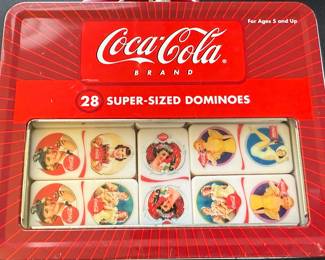 For Ages 5 and Up
Coca-Cola
BRAND
28 SUPER-SIZED DOMINOES